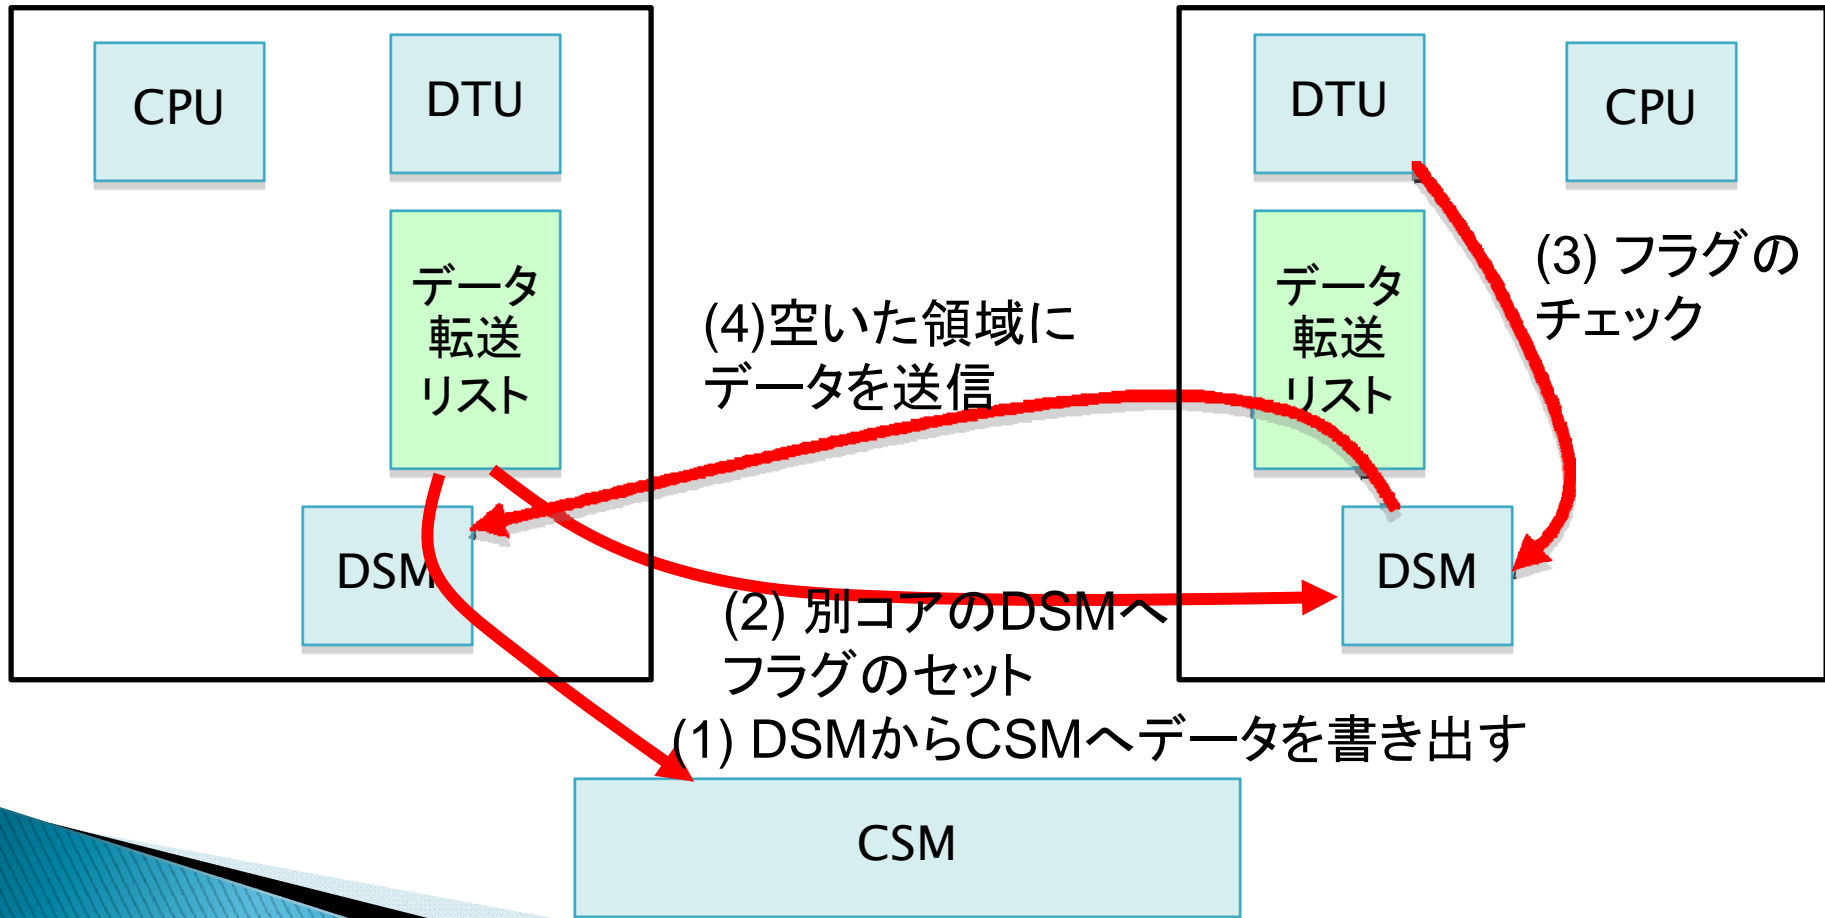 CPU
DTU
DTU
CPU
データ
転送
リスト
データ
転送
リスト
(3) フラグの
チェック
(4)空いた領域に
データを送信
DSM
DSM
(2) 別コアのDSMへ
フラグのセット
(1) DSMからCSMへデータを書き出す
CSM